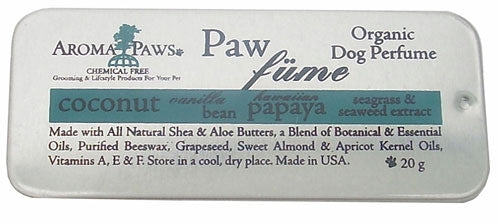 AROMA PAWS
CHEMICAL FREE
Grooming & Lifestyle Products For Your Pet
Paw
füme
Organic
Dog Perfume
coconut vanilla bean hawaiian papaya seagrass & seaweed extract
Made with All Natural Shea & Aloe Butters, a Blend of Botanical & Essential
Oils, Purified Beeswax, Grapeseed, Sweet Almond & Apricot Kernel Oils,
Vitamins A, E & F. Store in a cool, dry place. Made in USA. 20 g